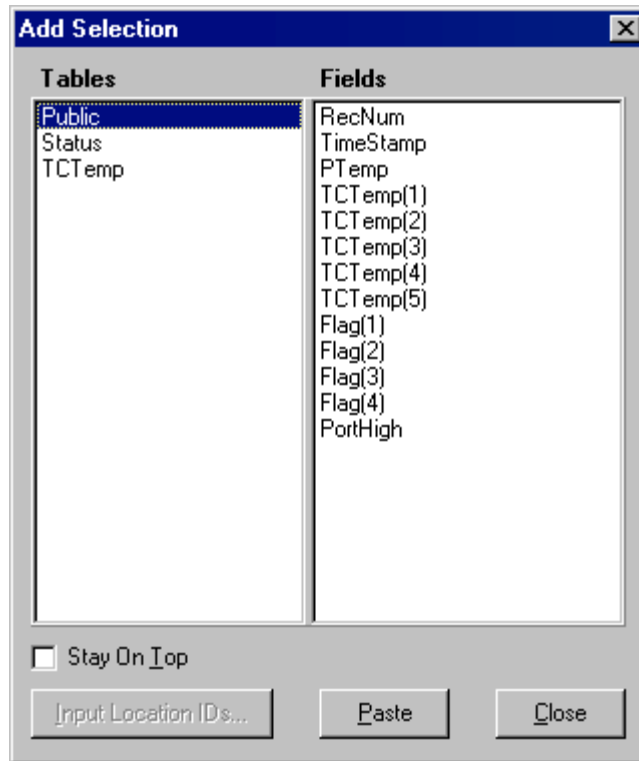 Add Selection
Tables
Fields
Public
Status
TCTemp
RecNum
TimeStamp
PTemp
TCTemp(1)
TCTemp(2)
TCTemp(3)
TCTemp(4)
TCTemp(5)
Flag(1)
Flag(2)
Flag(3)
Flag(4)
PortHigh
Stay On Top
Input Location IDs...
Paste
Close